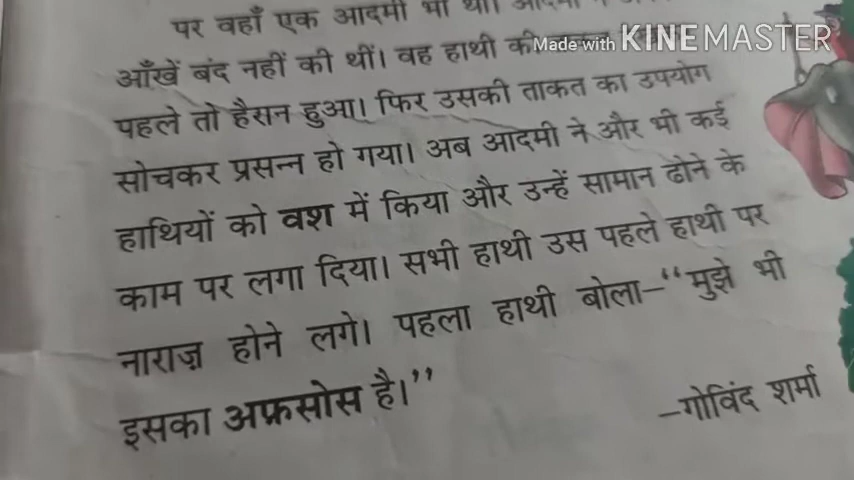 पर वहाँ एक आदमी भी था। आदमी ने
Made with KINEMASTER
आँखें बंद नहीं की थीं। वह हाथी की
पहले तो हैरान हुआ। फिर उसकी ताकत का उपयोग
सोचकर प्रसन्न हो गया। अब आदमी ने और भी कई
हाथियों को वश में किया और उन्हें सामान ढोने के
काम पर लगा दिया। सभी हाथी उस पहले हाथी पर
नाराज़ होने लगे। पहला हाथी बोला–“मुझे भी
इसका अफ़सोस है।”
–गोविंद शर्मा